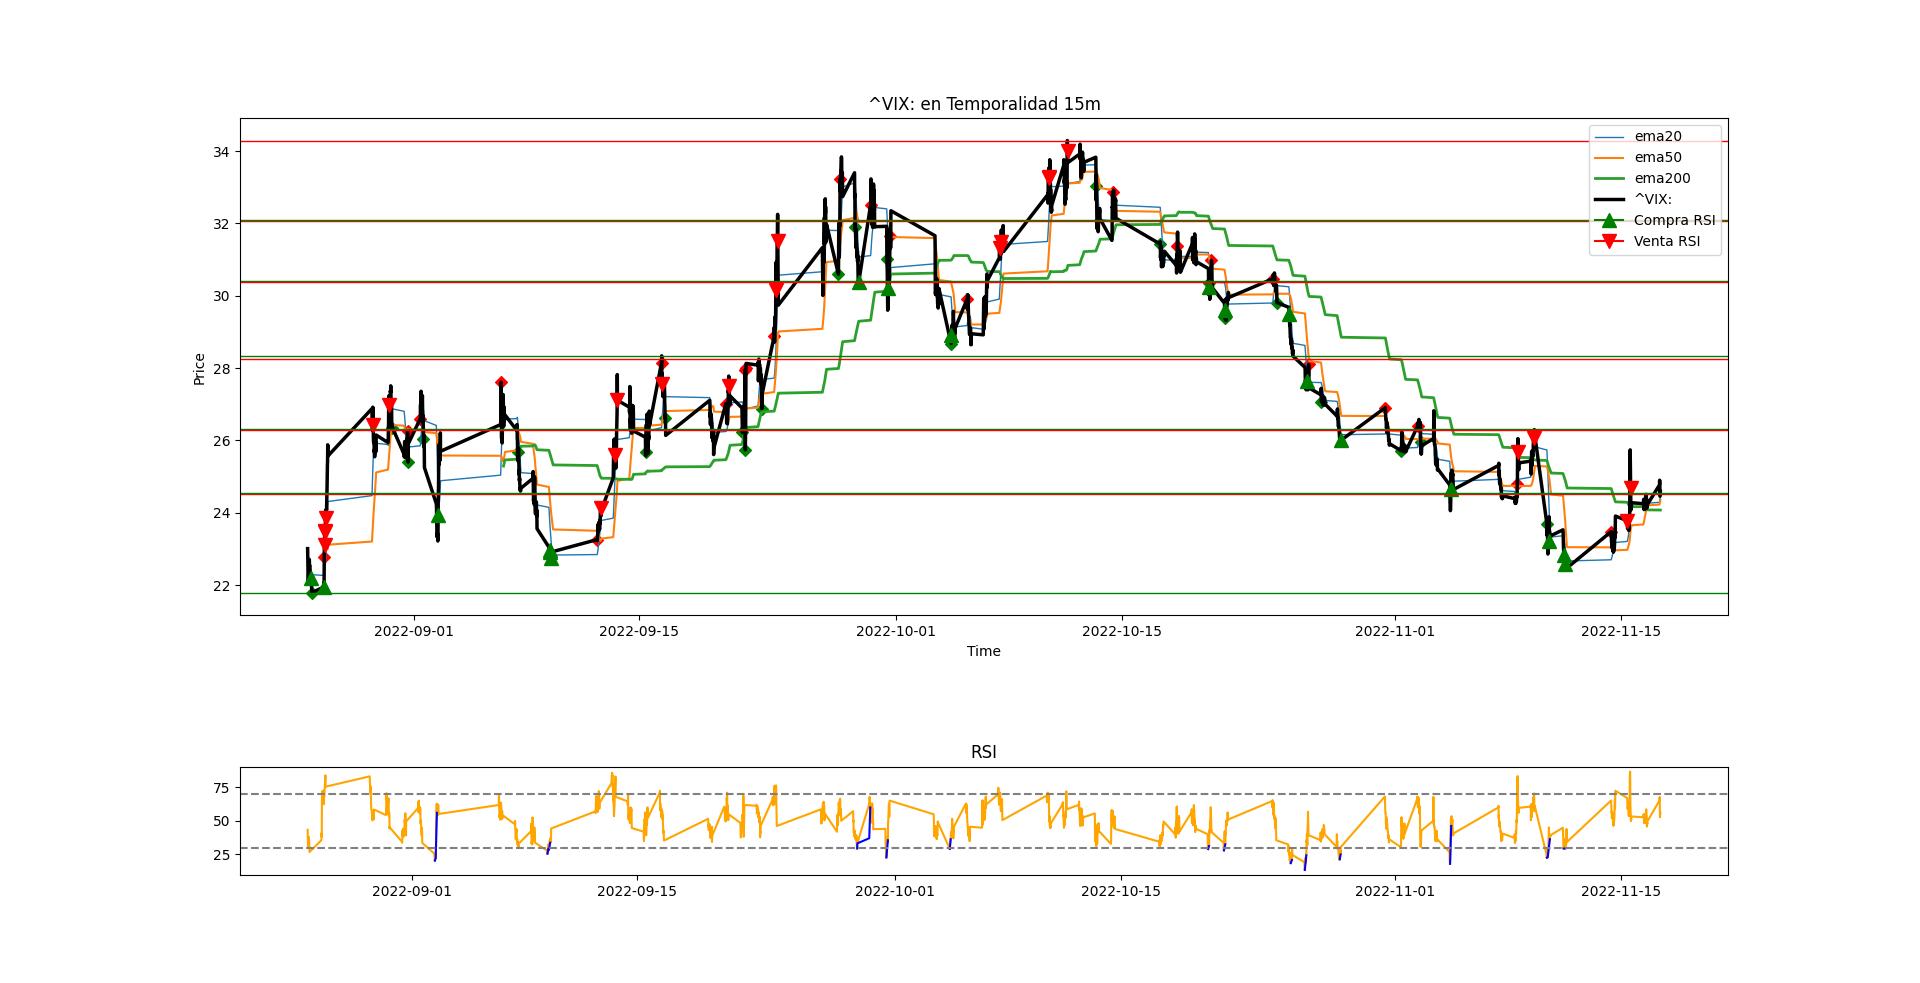 ^VIX: en Temporalidad 15m
ema20
ema50
ema200
^VIX:
Compra RSI
Venta RSI
Price
34
32
30
28
26
24
22
2022-09-01
2022-09-15
2022-10-01
2022-10-15
2022-11-01
2022-11-15
Time
RSI
75
50
25
2022-09-01
2022-09-15
2022-10-01
2022-10-15
2022-11-01
2022-11-15